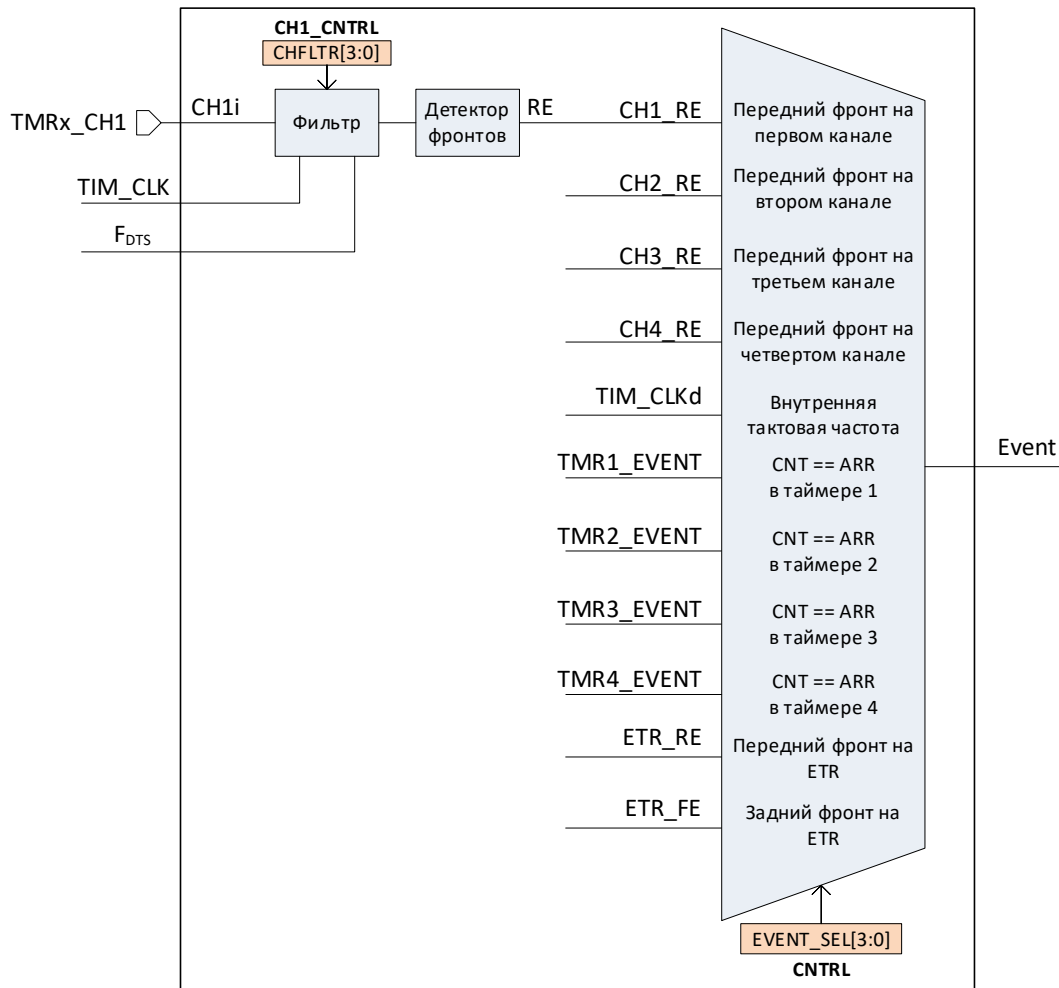 CH1_CNTRL
CHFLTR[3:0]
TMRx_CH1
CH1i
Фильтр
Детектор
фронтов
RE
CH1_RE
Передний фронт на
первом канале
TIM_CLK
FDTS
CH2_RE
Передний фронт на
втором канале
CH3_RE
Передний фронт на
третьем канале
CH4_RE
Передний фронт на
четвертом канале
TIM_CLKd
Внутренняя
тактовая частота
Event
TMR1_EVENT
CNT == ARR
в таймере 1
TMR2_EVENT
CNT == ARR
в таймере 2
TMR3_EVENT
CNT == ARR
в таймере 3
TMR4_EVENT
CNT == ARR
в таймере 4
ETR_RE
Передний фронт на
ETR
ETR_FE
Задний фронт на
ETR
EVENT_SEL[3:0]
CNTRL